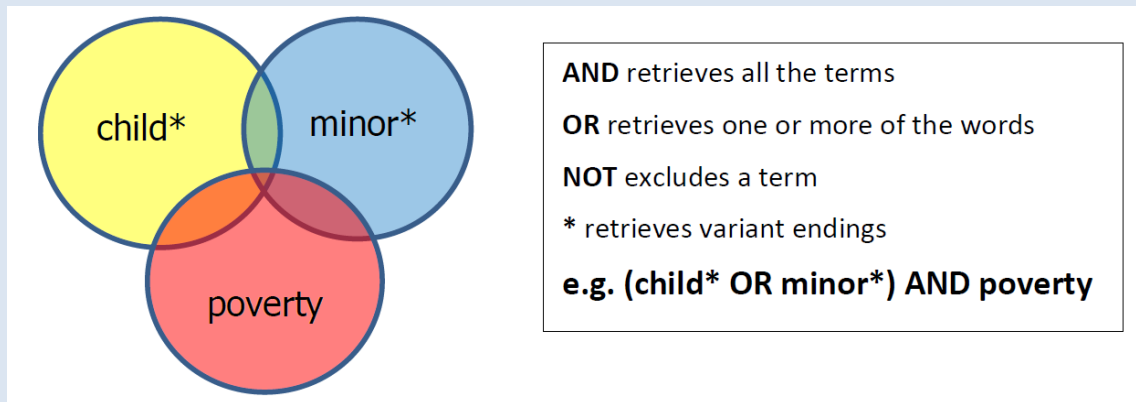 child*
minor*
poverty
AND retrieves all the terms
OR retrieves one or more of the words
NOT excludes a term
* retrieves variant endings
e.g. (child* OR minor*) AND poverty